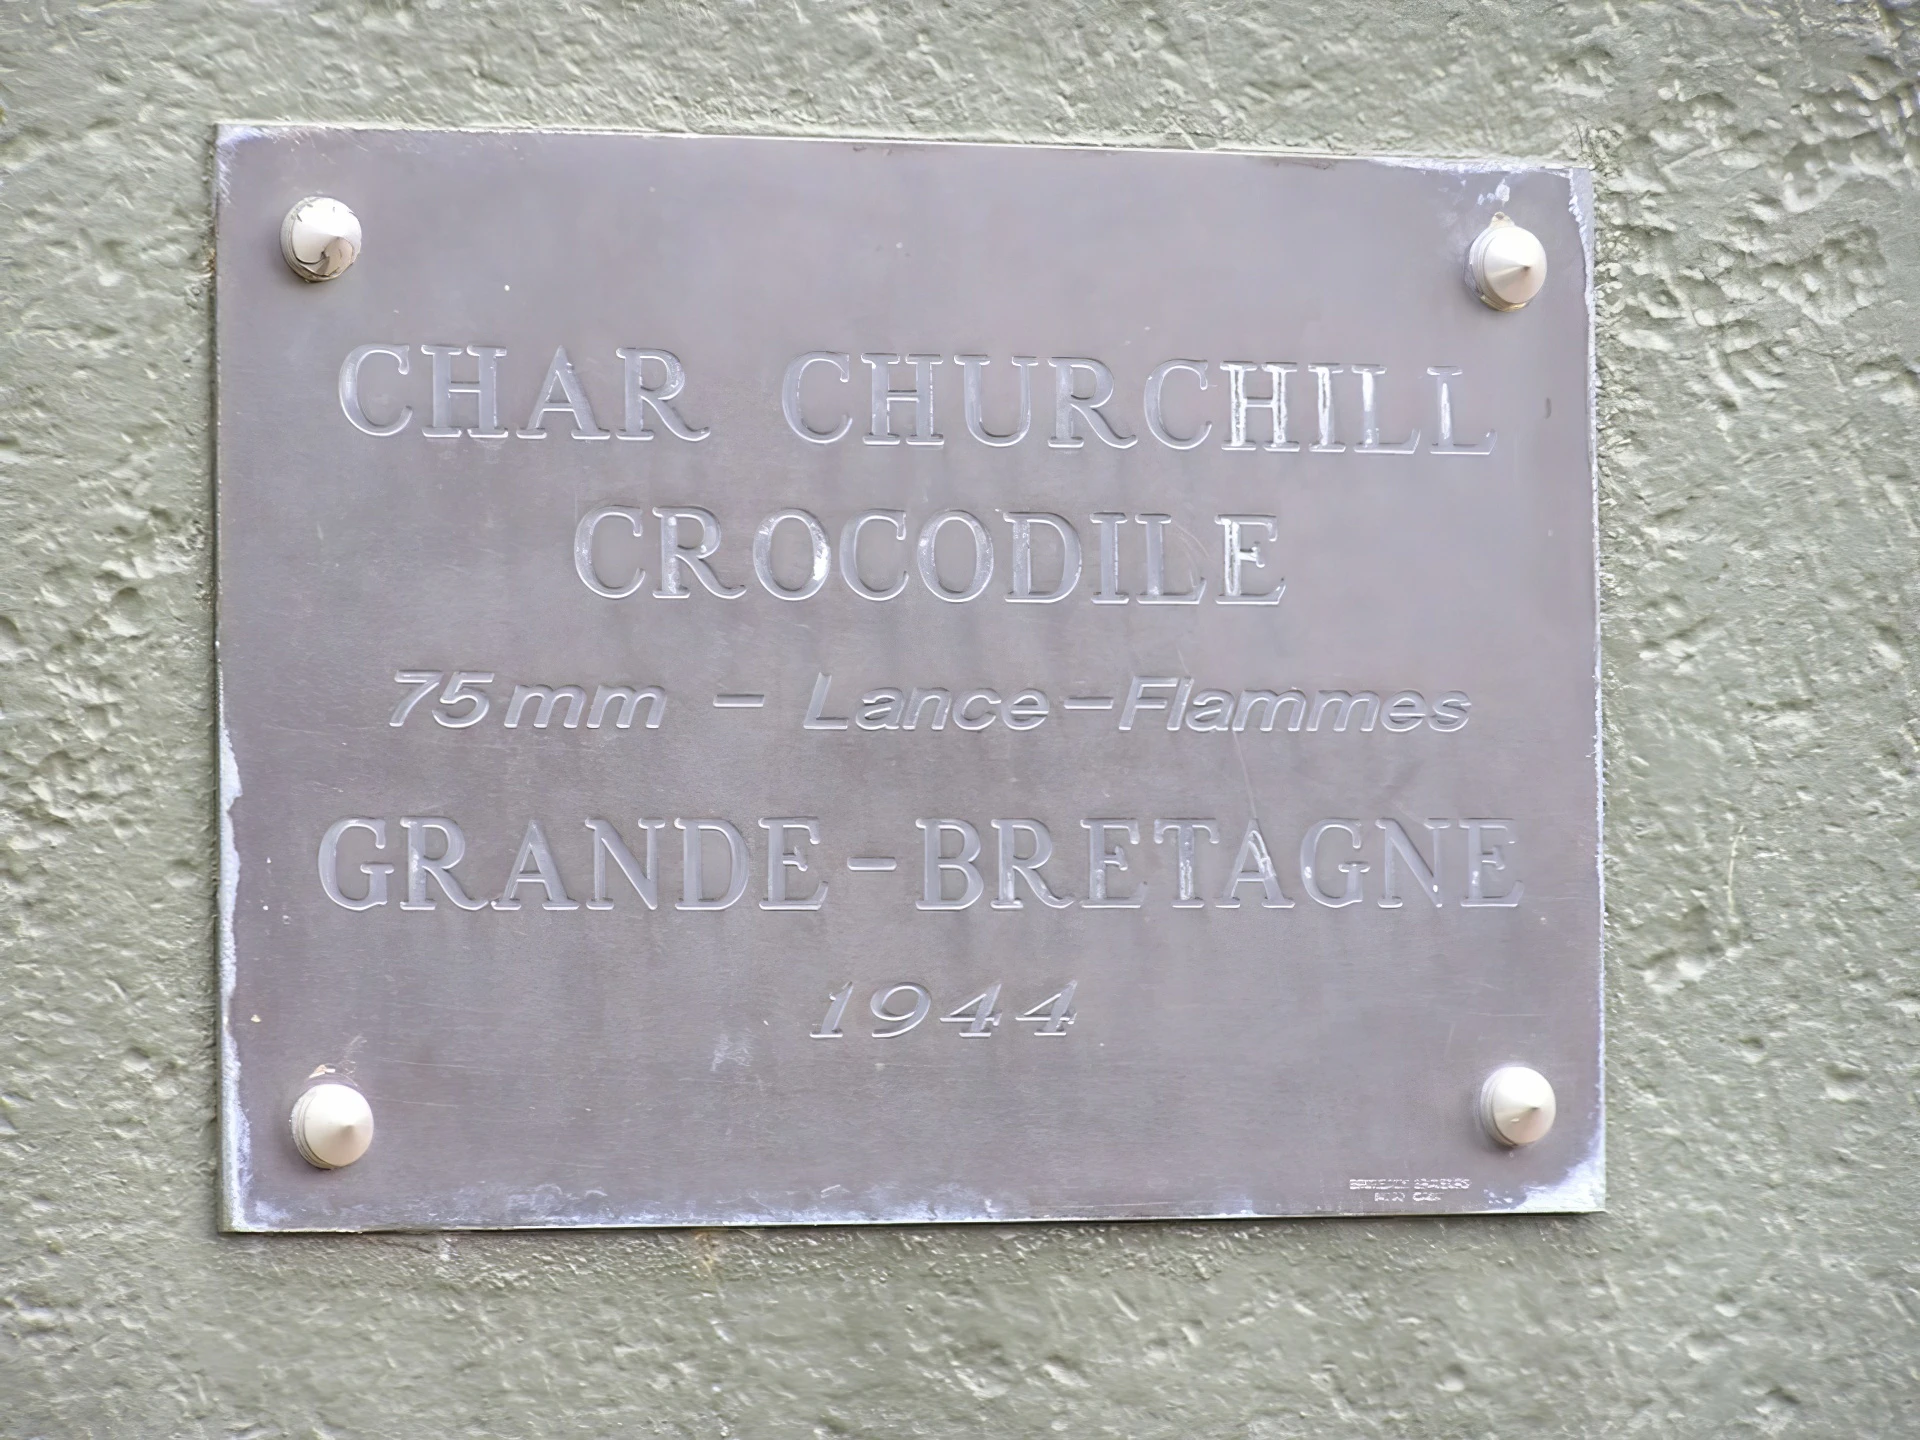 CHAR CHURCHILL
CROCODILE
75mm - Lance-Flammes
GRANDE-BRETAGNE
1944